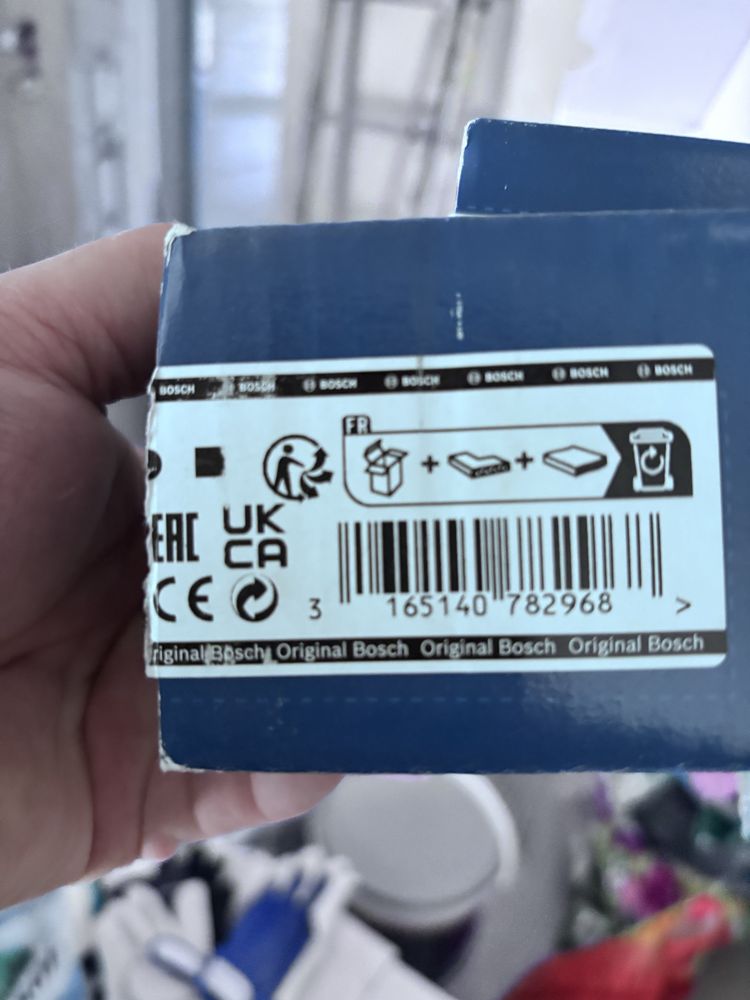 BOSCH BOSCH BOSCH BOSCH BOSCH BOSCH BOSCH
FR
+ +
EAC UK
CA
CE
3 165140 782968 >
riginal Bosch Original Bosch Original Bosch Original Bosch